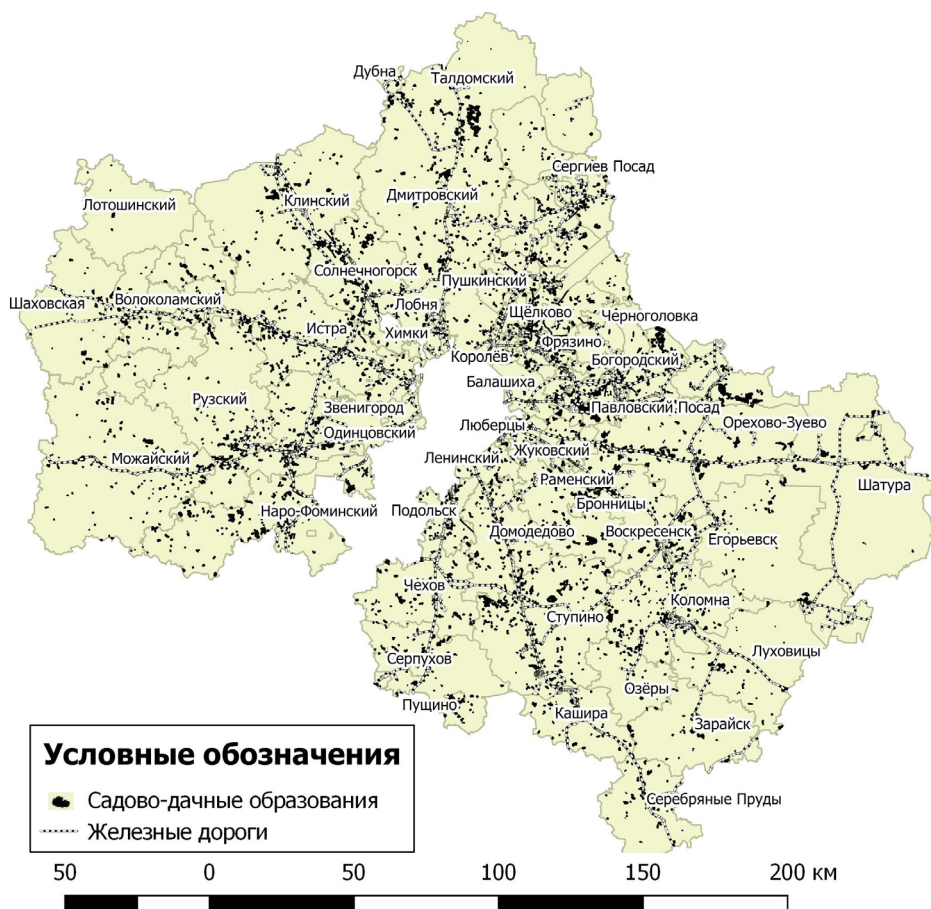 Дубна
Талдомский
Сергиев Посад
Лотошинский
Клинский
Дмитровский
Солнечногорск
Пушкинский
Шаховская
Волоколамский
Лобня
Щёлково
Черноголовка
Истра
Химки
Фрязино
Королёв
Богородский
Балашиха
Рузский
Звенигород
Павловский Посад
Люберцы
Орехово-Зуево
Одинцовский
Можайский
Ленинский
Жуковский
Раменский
Шатура
Наро-Фоминский
Подольск
Бронницы
Домодедово
Воскресенск
Егорьевск
Чехов
Коломна
Ступино
Серпухов
Луховицы
Озёры
Пущино
Кашира
Зарайск
Серебряные Пруды
Условные обозначения
Садово-дачные образования
Железные дороги
50 0 50 100 150 200 км